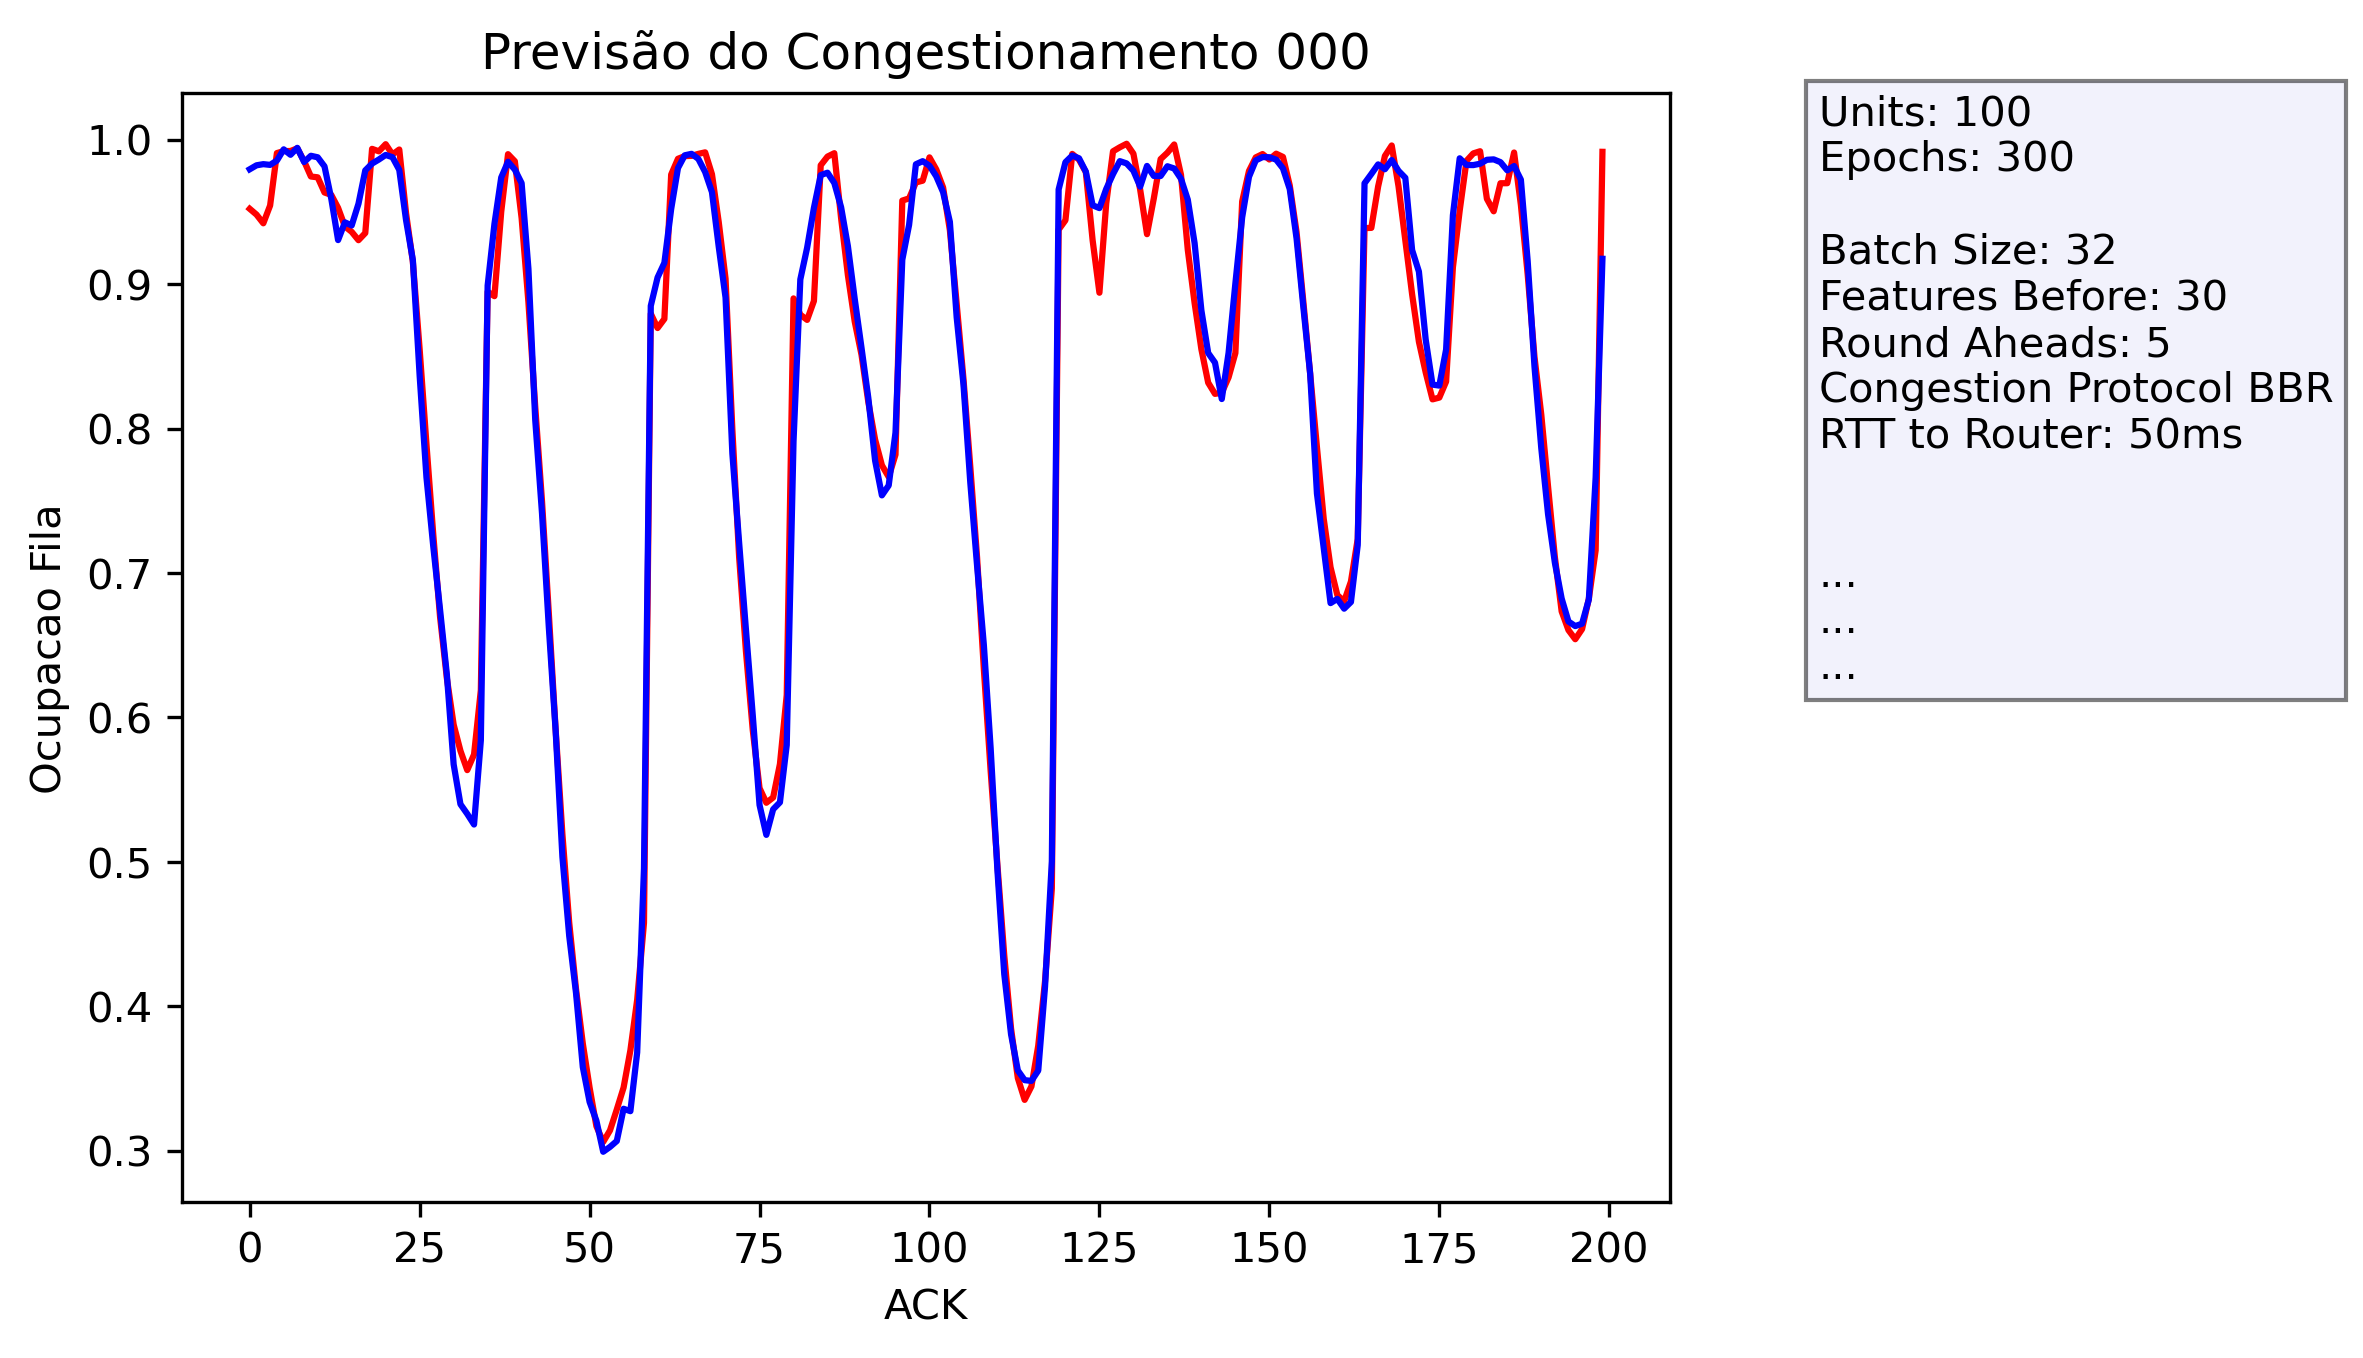 Previsão do Congestionamento 000
Units: 100
Epochs: 300
Batch Size: 32
Features Before: 30
Round Aheads: 5
Congestion Protocol BBR
RTT to Router: 50ms
...
...
...
Ocupacao Fila
1.0
0.9
0.8
0.7
0.6
0.5
0.4
0.3
0 25 50 75 100 125 150 175 200
ACK